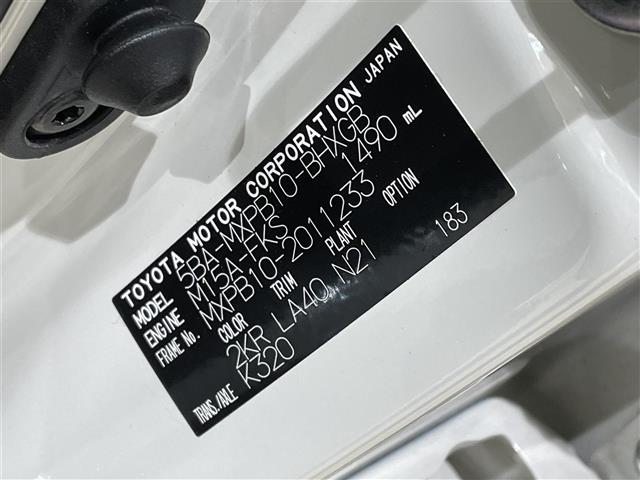 TOYOTA MOTOR CORPORATION JAPAN
MODEL 5BA-MXPB10-BHXGB
ENGINE M15A-FKS 1490 mL
FRAME No. MXPB10-2011233
COLOR TRIM PLANT OPTION
2KR LA40 N21 183
TRANS./AXLE K320